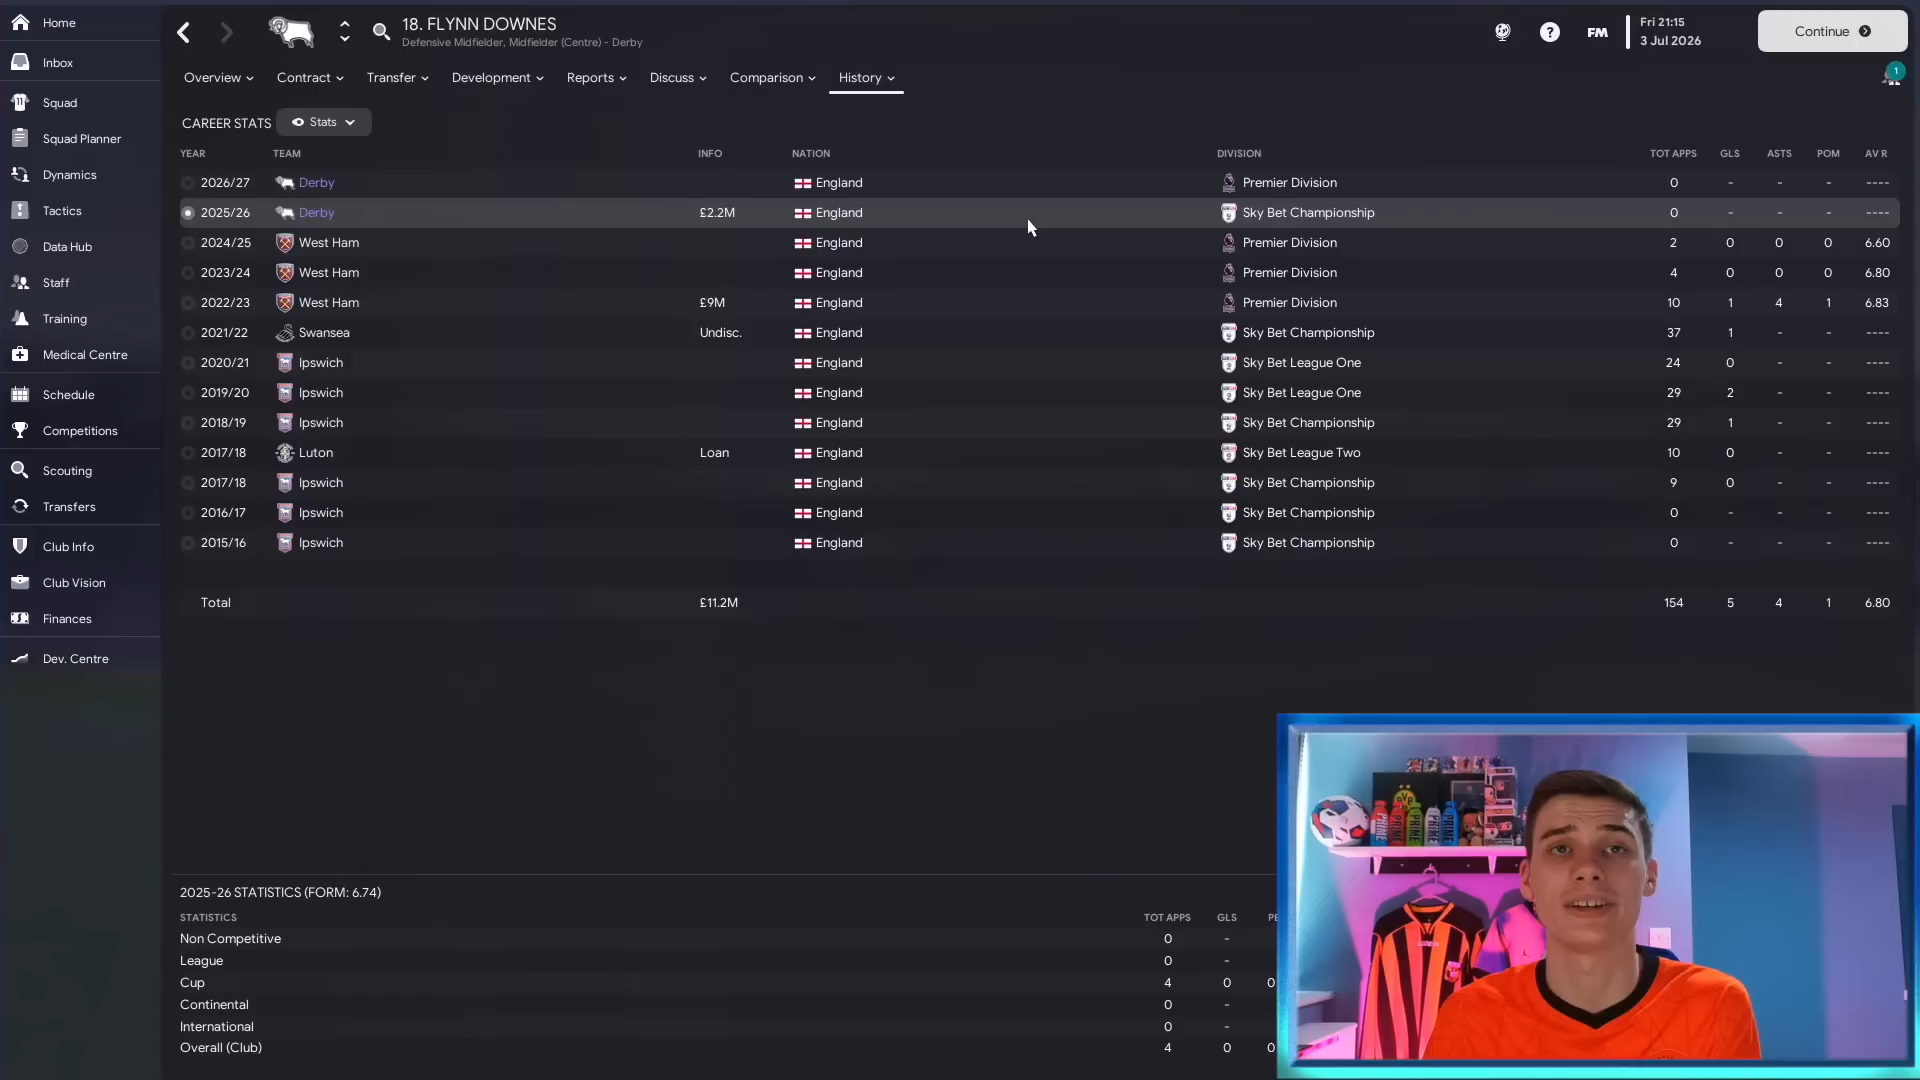 Home
Inbox
Squad
Squad Planner
Dynamics
Tactics
Data Hub
Staff
Training
Medical Centre
Schedule
Competitions
Scouting
Transfers
Club Info
Club Vision
Finances
Dev. Centre
18. FLYNN DOWNES
Defensive Midfielder, Midfielder (Centre) - Derby
? FM Fri 21:15
3 Jul 2026
Continue
Overview Contract Transfer Development Reports Discuss Comparison History 1
CAREER STATS Stats
YEAR TEAM INFO NATION DIVISION TOT APPS GLS ASTS POM AV R
2026/27 Derby England Premier Division 0 - - - ----
2025/26 Derby £2.2M England Sky Bet Championship 0 - - - ----
2024/25 West Ham England Premier Division 2 0 0 0 6.60
2023/24 West Ham England Premier Division 4 0 0 0 6.80
2022/23 West Ham £9M England Premier Division 10 1 4 1 6.83
2021/22 Swansea Undisc. England Sky Bet Championship 37 1 - - ----
2020/21 Ipswich England Sky Bet League One 24 0 - - ----
2019/20 Ipswich England Sky Bet League One 29 2 - - ----
2018/19 Ipswich England Sky Bet Championship 29 1 - - ----
2017/18 Luton Loan England Sky Bet League Two 10 0 - - ----
2017/18 Ipswich England Sky Bet Championship 9 0 - - ----
2016/17 Ipswich England Sky Bet Championship 0 - - - ----
2015/16 Ipswich England Sky Bet Championship 0 - - - ----
Total £11.2M 154 5 4 1 6.80
2025-26 STATISTICS (FORM: 6.74)
STATISTICS TOT APPS GLS
Non Competitive 0 -
League 0 -
Cup 4 0 0
Continental 0 -
International 0 -
Overall (Club) 4 0 0
BVB
PRIME PRIME PRIME PRIME PRIME